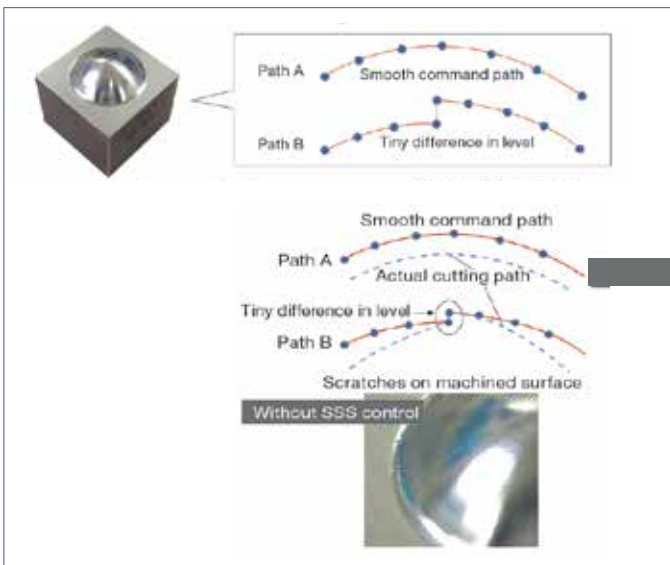 Path A
Smooth command path
Path B
Tiny difference in level
Smooth command path
Path A
Actual cutting path
Tiny difference in level
Path B
Scratches on machined surface
Without SSS control